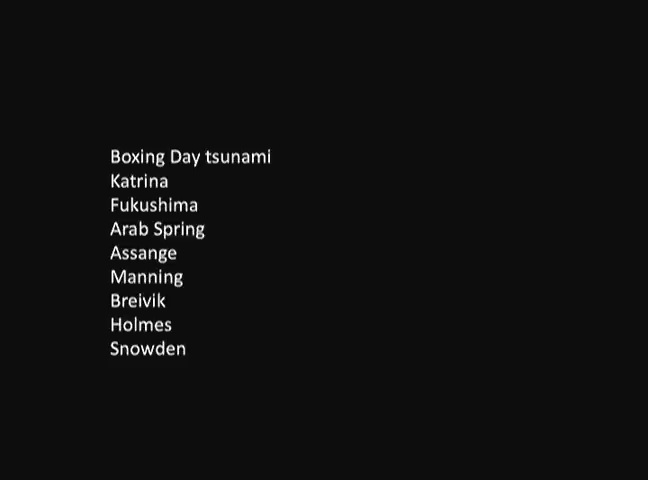 Boxing Day tsunami
Katrina
Fukushima
Arab Spring
Assange
Manning
Breivik
Holmes
Snowden